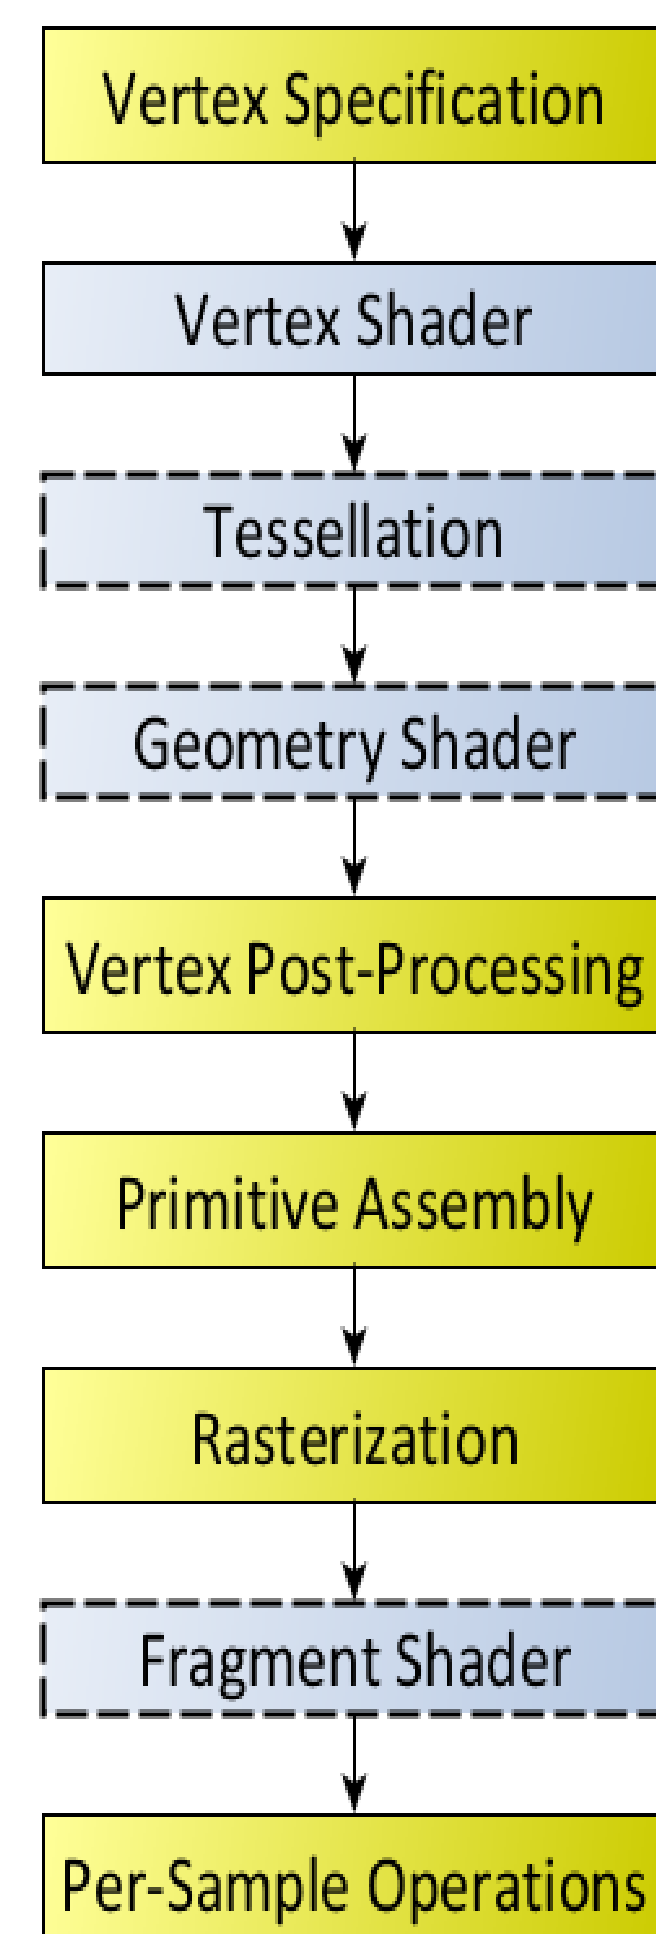 Vertex Specification
Vertex Shader
Tessellation
Geometry Shader
Vertex Post-Processing
Primitive Assembly
Rasterization
Fragment Shader
Per-Sample Operations